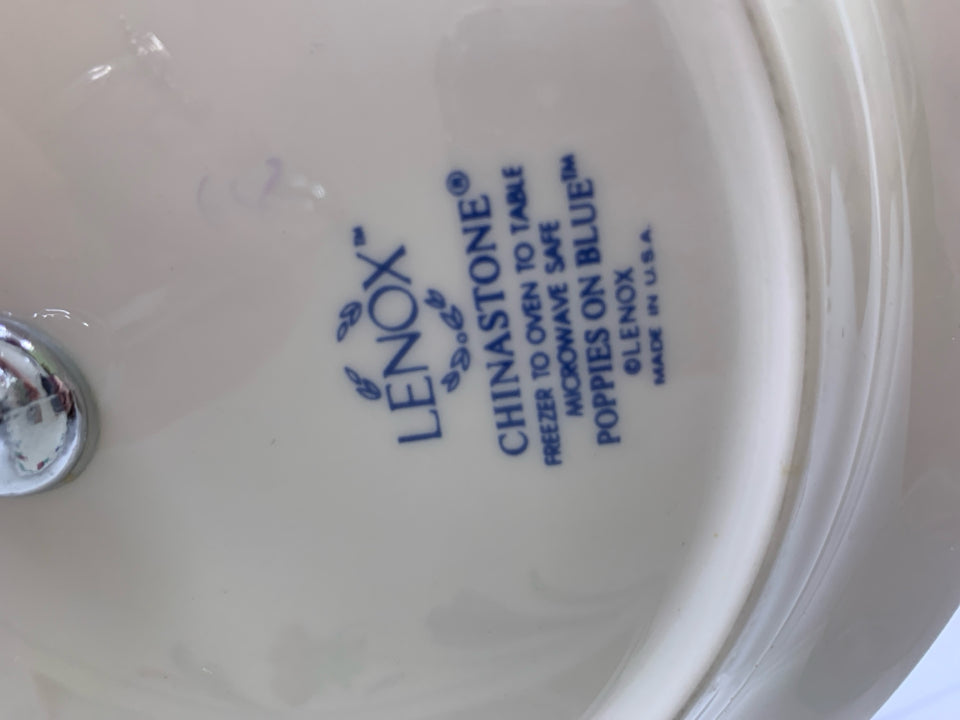 LENOX™
CHINASTONE®
FREEZER TO OVEN TO TABLE
MICROWAVE SAFE
POPPIES ON BLUE™
©LENOX
MADE IN U.S.A.